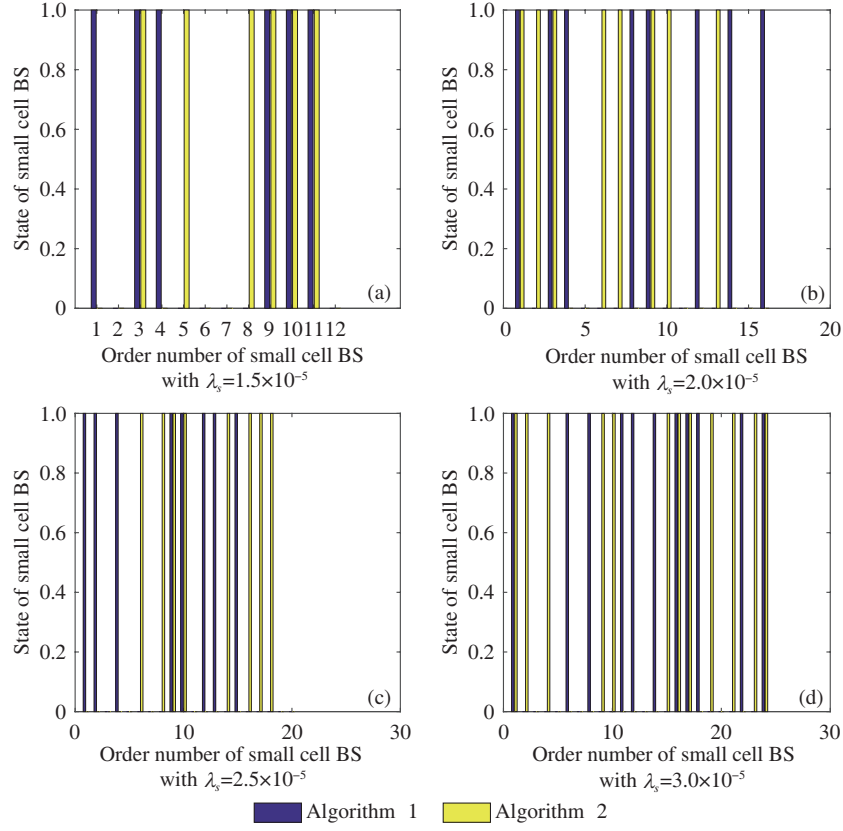 1.0
0.8
0.6
0.4
0.2
0
State of small cell BS
(a)
1 2 3 4 5 6 7 8 9 10 11 12
Order number of small cell BS
with λs=1.5×10⁻⁵
1.0
0.8
0.6
0.4
0.2
0
State of small cell BS
(b)
0 5 10 15 20
Order number of small cell BS
with λs=2.0×10⁻⁵
1.0
0.8
0.6
0.4
0.2
0
State of small cell BS
(c)
0 10 20 30
Order number of small cell BS
with λs=2.5×10⁻⁵
1.0
0.8
0.6
0.4
0.2
0
State of small cell BS
(d)
0 10 20 30
Order number of small cell BS
with λs=3.0×10⁻⁵
Algorithm 1 Algorithm 2